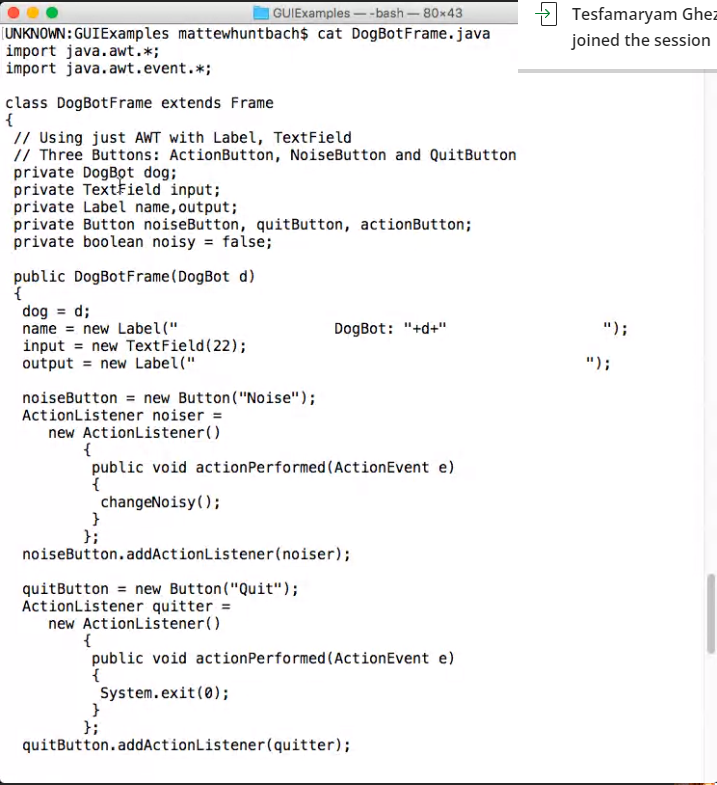 GUIExamples — -bash — 80×43
Tesfamaryam Ghez
joined the session
UNKNOWN:GUIExamples mattewhuntbach$ cat DogBotFrame.java
import java.awt.*;
import java.awt.event.*;

class DogBotFrame extends Frame
{
 // Using just AWT with Label, TextField
 // Three Buttons: ActionButton, NoiseButton and QuitButton
 private DogBot dog;
 private TextField input;
 private Label name,output;
 private Button noiseButton, quitButton, actionButton;
 private boolean noisy = false;

 public DogBotFrame(DogBot d)
 {
  dog = d;
  name = new Label("                  DogBot: "+d+"                  ");
  input = new TextField(22);
  output = new Label("                                             ");

  noiseButton = new Button("Noise");
  ActionListener noiser =
     new ActionListener()
         {
          public void actionPerformed(ActionEvent e)
          {
           changeNoisy();
          }
         };
  noiseButton.addActionListener(noiser);

  quitButton = new Button("Quit");
  ActionListener quitter =
     new ActionListener()
         {
          public void actionPerformed(ActionEvent e)
          {
           System.exit(0);
          }
         };
  quitButton.addActionListener(quitter);